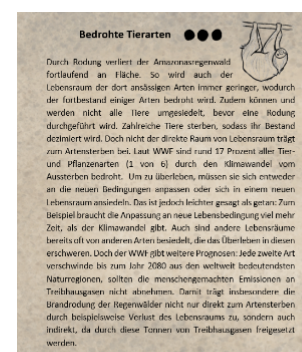 Bedrohte Tierarten
Durch Rodung verliert der Amazonasregenwald
fortlaufend an Fläche. So wird auch der
Lebensraum der dort ansässigen Arten immer geringer, wodurch
der fortbestand einiger Arten bedroht wird. Zudem können und
werden nicht alle Tiere umgesiedelt, bevor eine Rodung
durchgeführt wird. Zahlreiche Tiere sterben, sodass ihr Bestand
dezimiert wird. Doch nicht der direkte Raum von Lebensraum trägt
zum Artensterben bei. Laut WWF sind rund 17 Prozent aller Tier-
und Pflanzenarten (1 von 6) durch den Klimawandel vom
Aussterben bedroht. Um zu überleben, müssen sie sich entweder
an die neuen Bedingungen anpassen oder sich in einem neuen
Lebensraum ansiedeln. Das ist jedoch leichter gesagt als getan: Zum
Beispiel braucht die Anpassung an neue Lebensbedingung viel mehr
Zeit, als der Klimawandel gibt. Auch sind andere Lebensräume
bereits oft von anderen Arten besiedelt, die das Überleben in diesen
erschweren. Doch der WWF gibt weitere Prognosen: Jede zweite Art
verschwinde bis zum Jahr 2080 aus den weltweit bedeutendsten
Naturregionen, sollten die menschengemachten Emissionen an
Treibhausgasen nicht abnehmen. Damit trägt insbesondere die
Brandrodung der Regenwälder nicht nur direkt zum Artensterben
durch beispielsweise Verlust des Lebensraums zu, sondern auch
indirekt, da durch diese Tonnen von Treibhausgasen freigesetzt
werden.